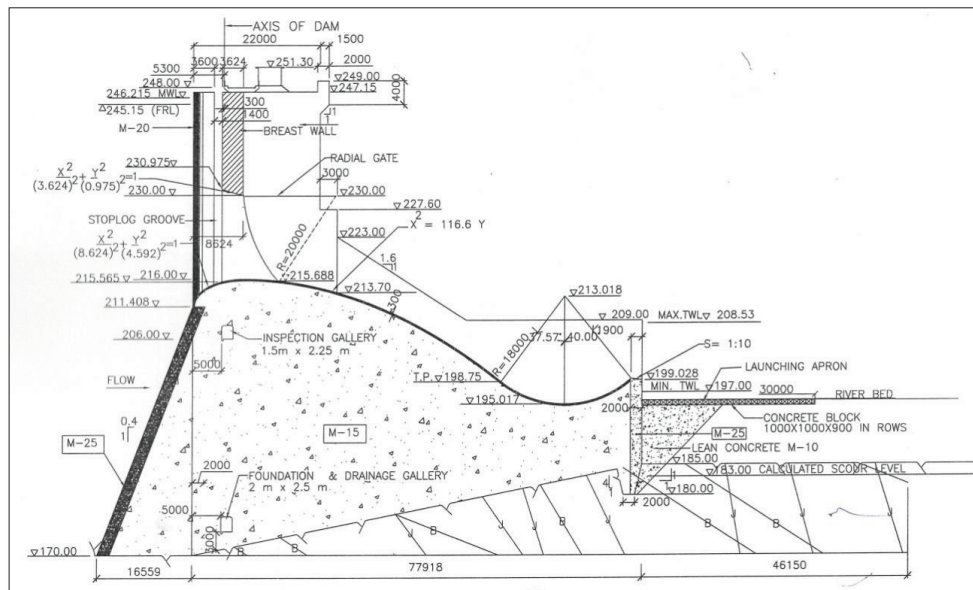 AXIS OF DAM
22000
1500
3600
3624
251.30
2000
5300
249.00
248.00
247.15
4000
246.215 MWL
245.15 (FRL)
300
1400
M-20
BREAST WALL
1
1
RADIAL GATE
230.975
3000
X² + Y² =1
(3.624)² (0.975)²
230.00
230.00
227.60
STOPLOG GROOVE
X² = 116.6 Y
8624
R=20000
223.00
X² + Y² =1
(8.624)² (4.592)²
1.6
1
215.565
216.00
215.688
213.70
213.018
211.408
300
209.00
MAX.TWL 208.53
1900
206.00
INSPECTION GALLERY
1.5m x 2.25 m
R=18000
37.57°
40.00
S= 1:10
5000
T.P. 198.75
199.028
LAUNCHING APRON
FLOW
MIN. TWL 197.00
30000
RIVER BED
195.017
2000
CONCRETE BLOCK
1000X1000X900 IN ROWS
0.4
1
M-25
M-15
M-25
LEAN CONCRETE M-10
185.00
2000
FOUNDATION & DRAINAGE GALLERY
2 m x 2.5 m
183.00 CALCULATED SCOUR LEVEL
4
1
1
1
180.00
2000
5000
3000
B
B
B
B
B
B
170.00
16559
77918
46150